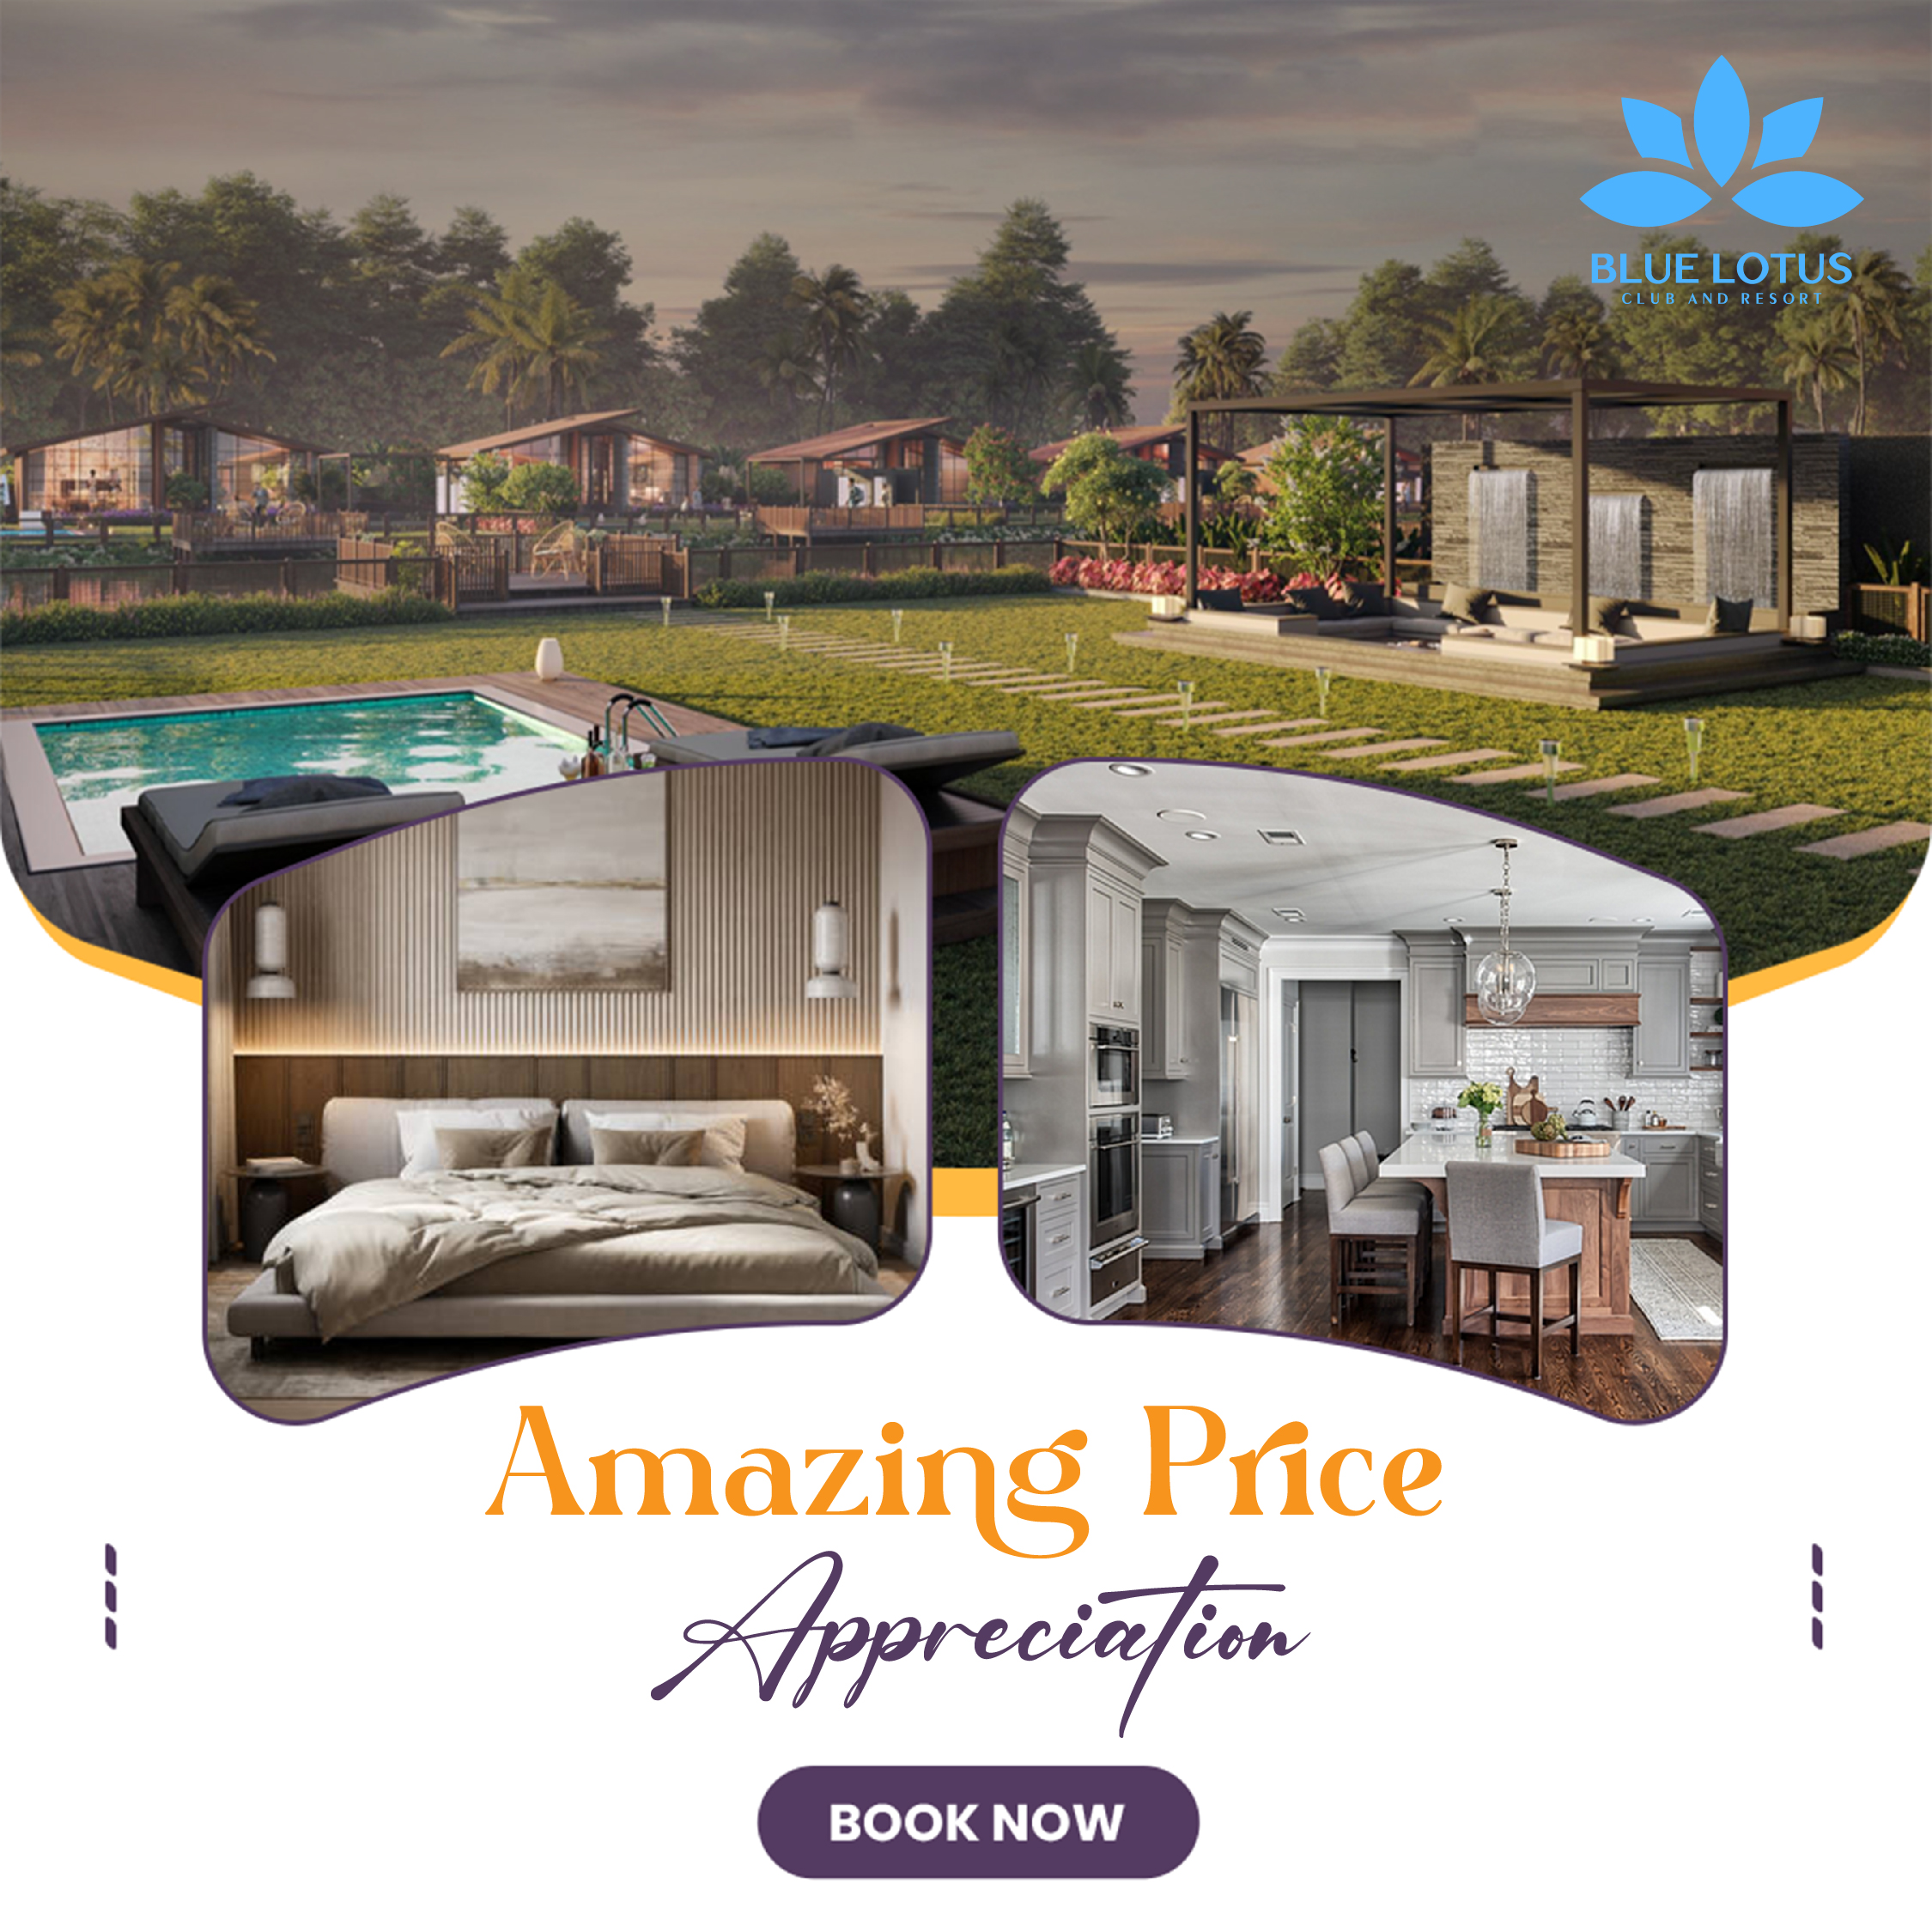 BLUE LOTUS
CLUB AND RESORT
Amazing Price
Appreciation
BOOK NOW